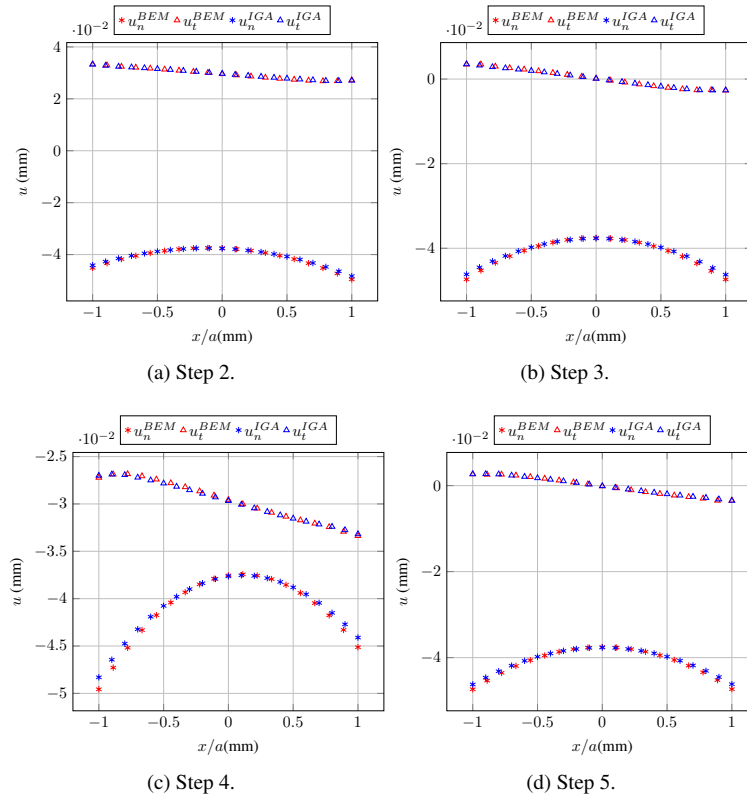 ·10−2
u_n^BEM u_t^BEM u_n^IGA u_t^IGA
4
2
0
−2
−4
u (mm)
−1 −0.5 0 0.5 1
x/a(mm)
(a) Step 2.
·10−2
u_n^BEM u_t^BEM u_n^IGA u_t^IGA
0
−2
−4
u (mm)
−1 −0.5 0 0.5 1
x/a(mm)
(b) Step 3.
·10−2
u_n^BEM u_t^BEM u_n^IGA u_t^IGA
−2.5
−3
−3.5
−4
−4.5
−5
u (mm)
−1 −0.5 0 0.5 1
x/a(mm)
(c) Step 4.
·10−2
u_n^BEM u_t^BEM u_n^IGA u_t^IGA
0
−2
−4
u (mm)
−1 −0.5 0 0.5 1
x/a(mm)
(d) Step 5.